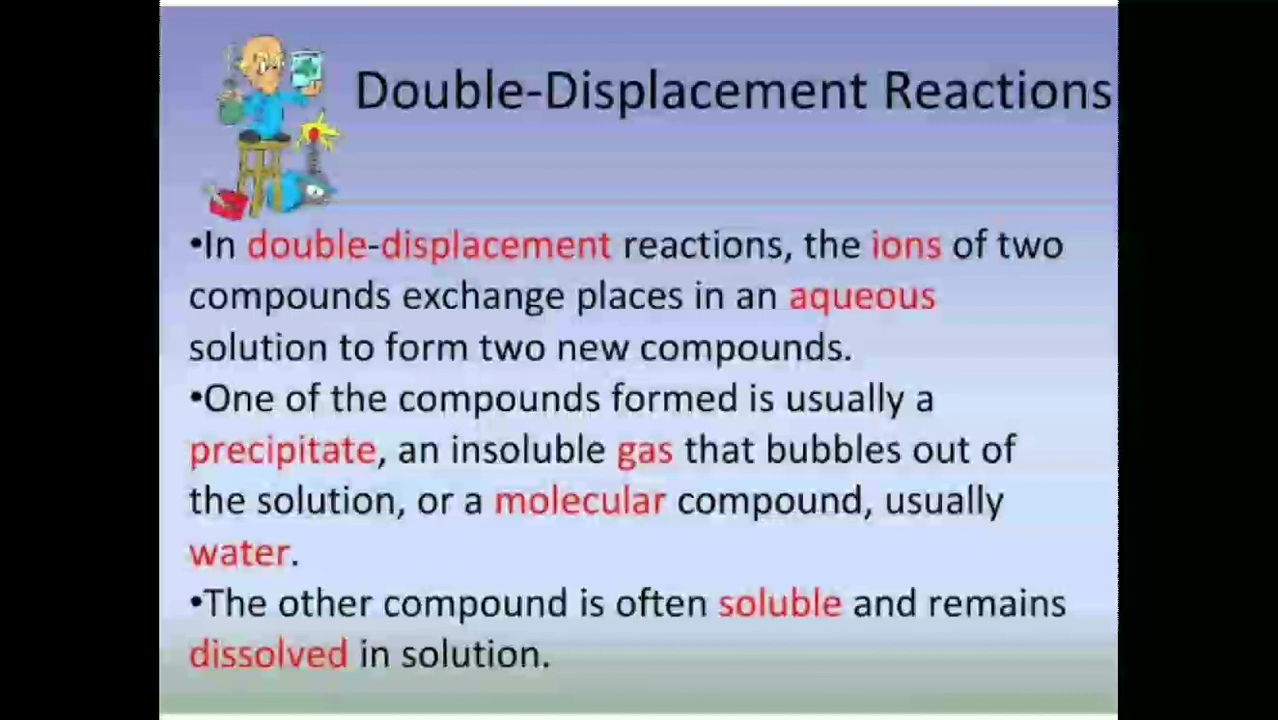 Double-Displacement Reactions
•In double-displacement reactions, the ions of two
compounds exchange places in an aqueous
solution to form two new compounds.
•One of the compounds formed is usually a
precipitate, an insoluble gas that bubbles out of
the solution, or a molecular compound, usually
water.
•The other compound is often soluble and remains
dissolved in solution.